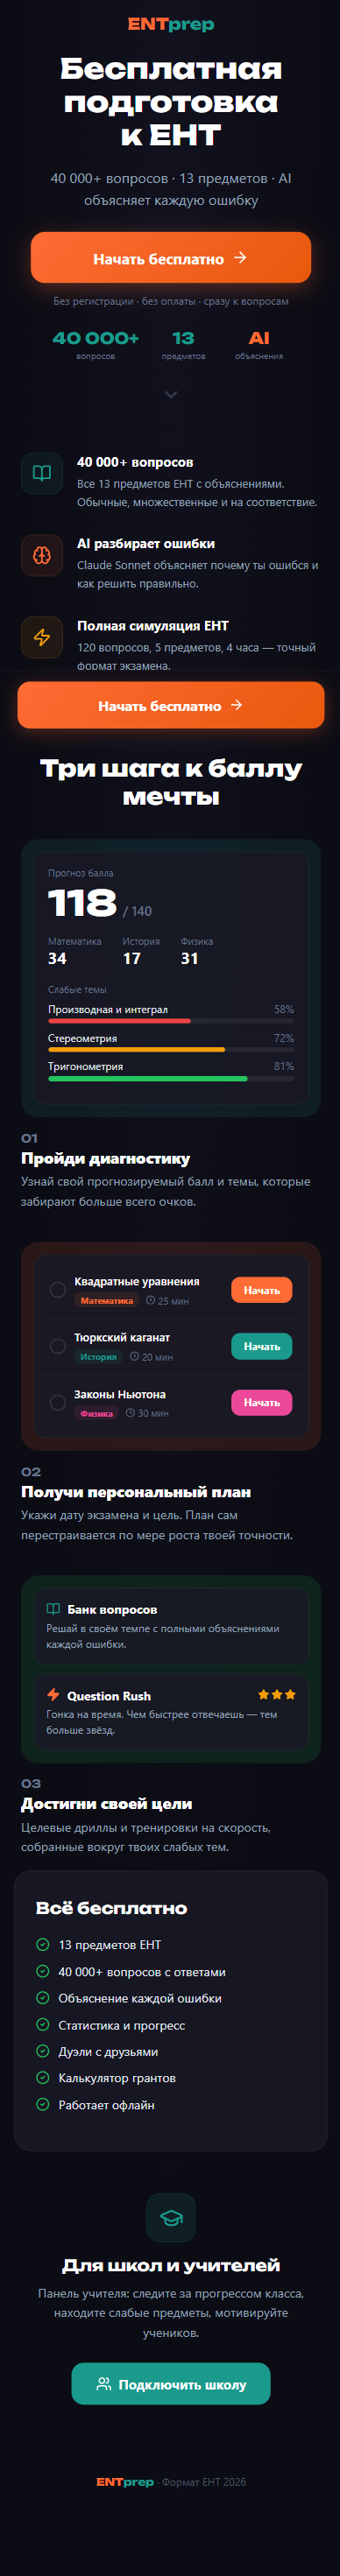 ENTprep
Бесплатная
подготовка
к ЕНТ
40 000+ вопросов · 13 предметов · AI
объясняет каждую ошибку
Начать бесплатно →
Без регистрации · без оплаты · сразу к вопросам
40 000+ 13 AI
вопросов предметов объяснения
40 000+ вопросов
Все 13 предметов ЕНТ с объяснениями.
Обычные, множественные и на соответствие.
AI разбирает ошибки
Claude Sonnet объясняет почему ты ошибся и
как решить правильно.
Полная симуляция ЕНТ
120 вопросов, 5 предметов, 4 часа — точный
формат экзамена.
Начать бесплатно →
Три шага к баллу
мечты
Прогноз балла
118 / 140
Математика История Физика
34 17 31
Слабые темы
Производная и интеграл 58%
Стереометрия 72%
Тригонометрия 81%
01
Пройди диагностику
Узнай свой прогнозируемый балл и темы, которые
забирают больше всего очков.
Квадратные уравнения
Математика 25 мин
Начать
Тюркский каганат
История 20 мин
Начать
Законы Ньютона
Физика 30 мин
Начать
02
Получи персональный план
Укажи дату экзамена и цель. План сам
перестраивается по мере роста твоей точности.
Банк вопросов
Решай в своём темпе с полными объяснениями
каждой ошибки.
Question Rush
Гонка на время. Чем быстрее отвечаешь — тем
больше звёзд.
03
Достигни своей цели
Целевые дриллы и тренировки на скорость,
собранные вокруг твоих слабых тем.
Всё бесплатно
13 предметов ЕНТ
40 000+ вопросов с ответами
Объяснение каждой ошибки
Статистика и прогресс
Дуэли с друзьями
Калькулятор грантов
Работает офлайн
Для школ и учителей
Панель учителя: следите за прогрессом класса,
находите слабые предметы, мотивируйте
учеников.
Подключить школу
ENTprep · Формат ЕНТ 2026